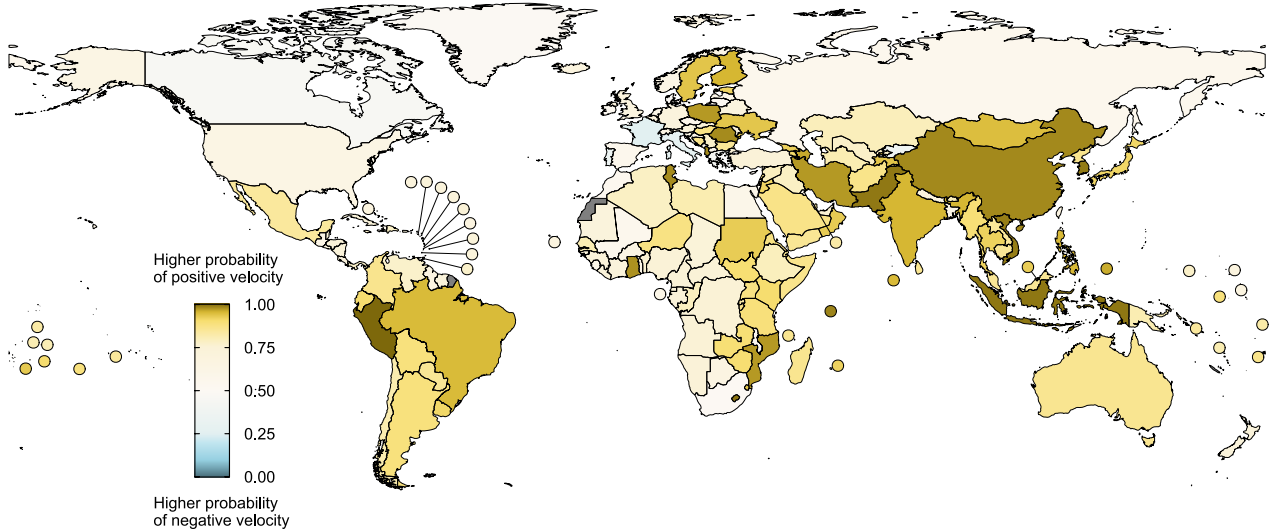 Higher probability
of positive velocity
1.00
0.75
0.50
0.25
0.00
Higher probability
of negative velocity